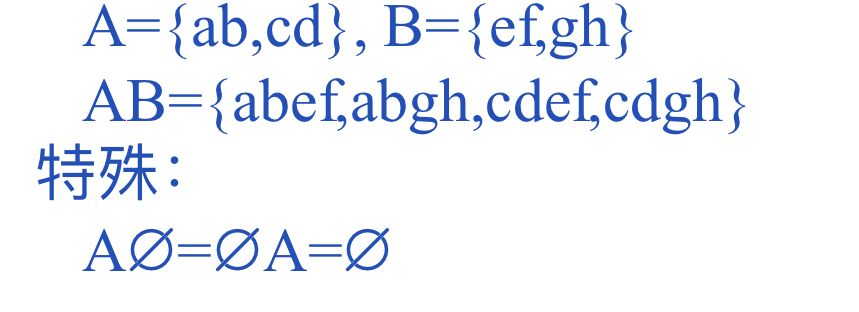 A={ab,cd}, B={ef,gh}
AB={abef,abgh,cdef,cdgh}
特殊：
A∅=∅A=∅